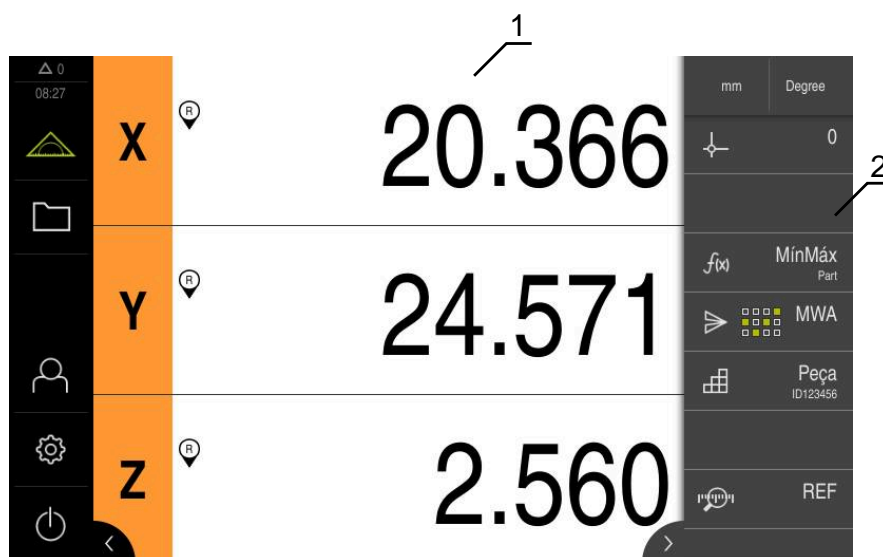 1
△ 0
08:27
X
R
20.366
mm
Degree
0
2
Y
R
24.571
f(x)
MínMáx
Part
MWA
Peça
ID123456
Z
R
2.560
REF